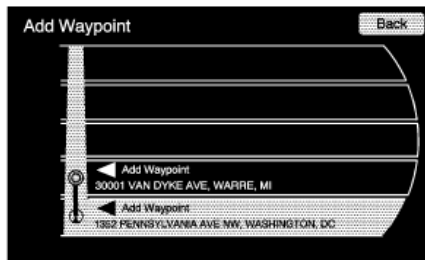 Add Waypoint
Back
Add Waypoint
30001 VAN DYKE AVE, WARRE, MI
Add Waypoint
1352 PENNSYLVANIA AVE NW, WASHINGTON, DC